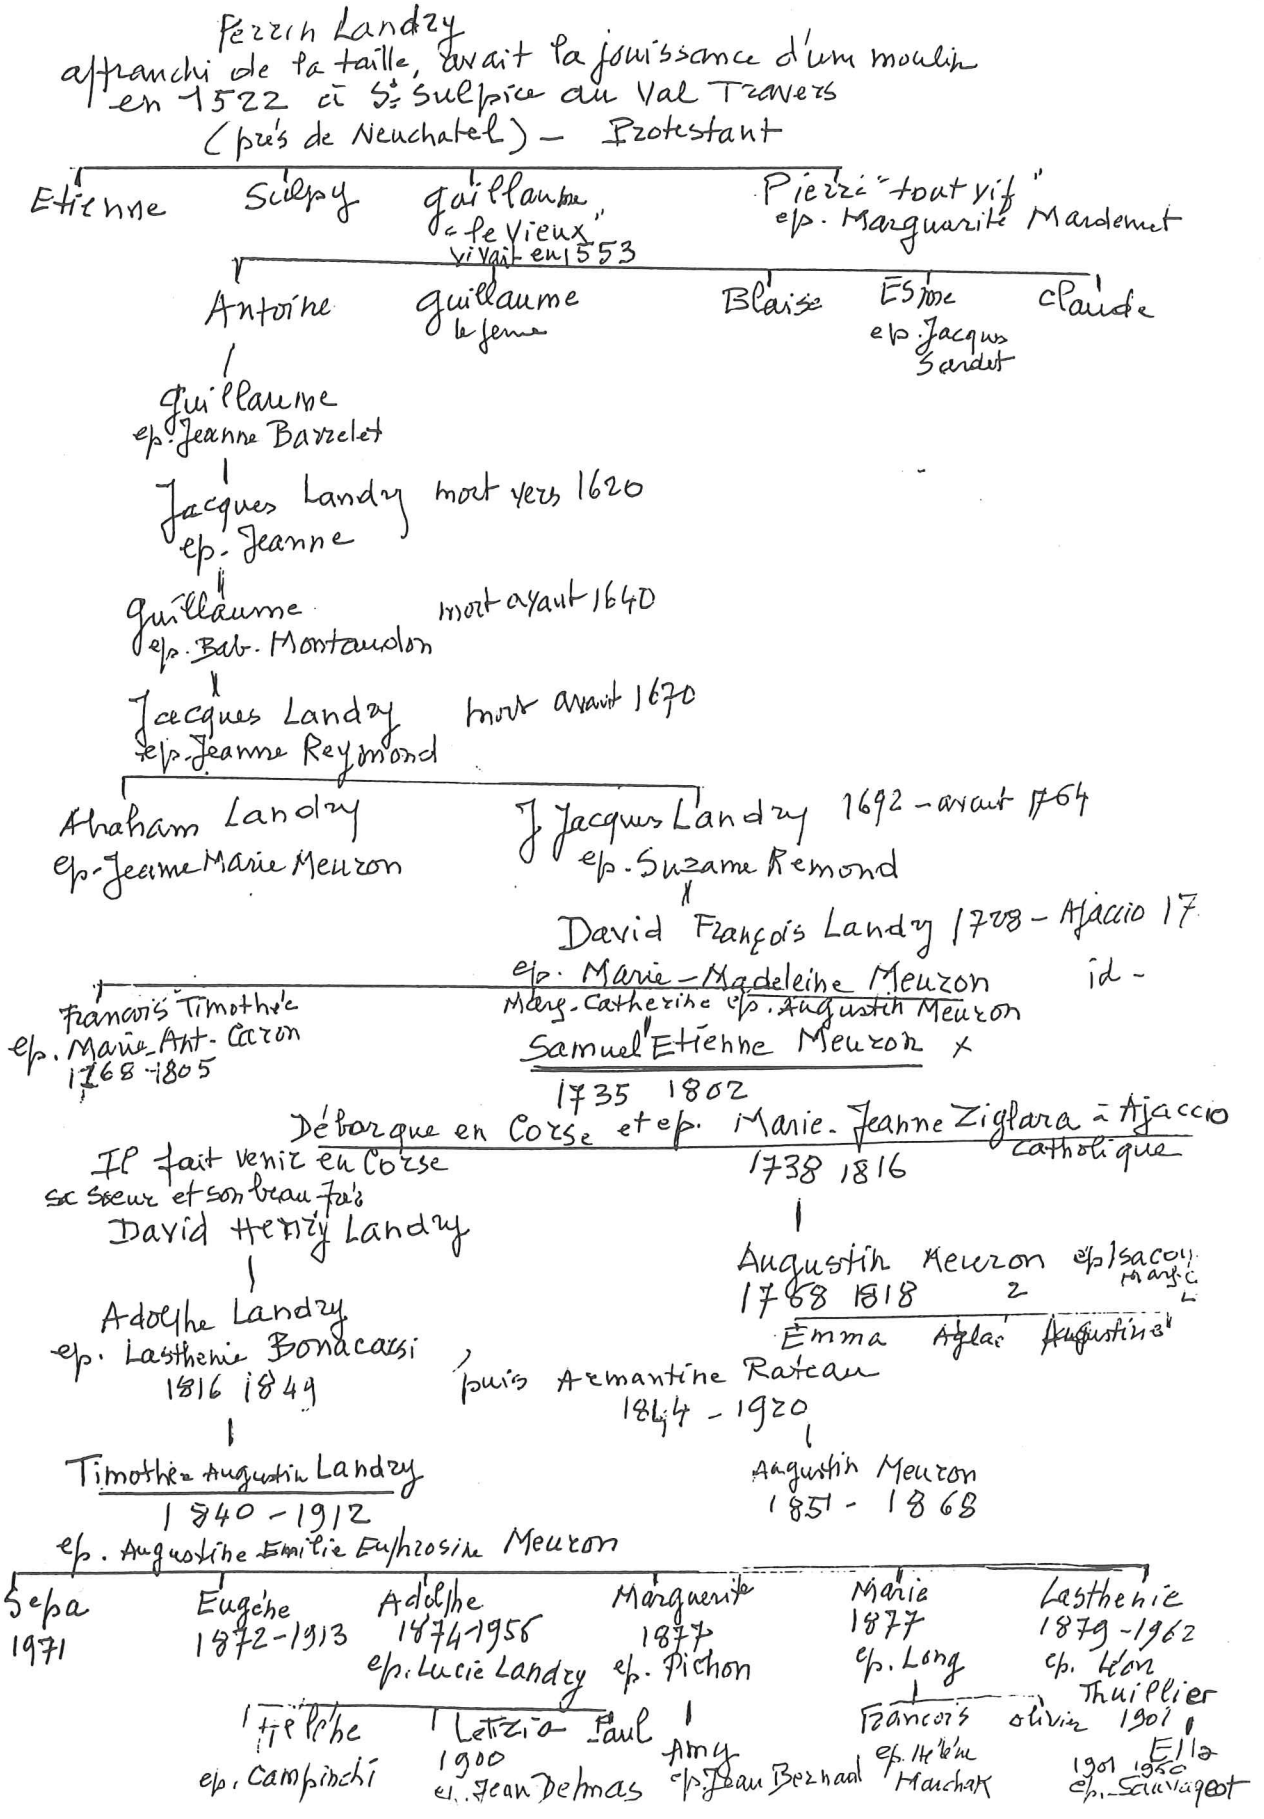 Perrin Landry
affranchi de la taille, avait la jouissance d'un moulin
en 1522 à St Sulpice au Val Travers
(près de Neuchatel) - Protestant
Etienne Sulpy Guillaume Pierre "tout vif"
"le Vieux" ep. Marguarite Mardenet
vivait en 1553
Antoine Guillaume Blaise Esme Claude
le jeune ep. Jacques
Sandet
Guillaume
ep. Jeanne Barrelet
Jacques Landry mort vers 1620
ep. Jeanne
Guillaume mort avant 1640
ep. Bab. Montaudon
Jacques Landry mort avant 1670
ep. Jeanne Reymond
Abraham Landry J Jacques Landry 1692 - avant 1764
ep. Jeanne Marie Meuron ep. Suzanne Remond
David François Landry 1728 - Ajaccio 17
ep. Marie-Madeleine Meuron id -
François Timothée Marg. Catherine ep. Augustin Meuron
ep. Marie-Ant. Caron Samuel Etienne Meuron x
1768-1805 1735 1802
Débarque en Corse et ep. Marie-Jeanne Ziglara à Ajaccio
Il fait venir en Corse 1738 1816 catholique
sa soeur et son beau-frè
David Henry Landry
Augustin Meuron ep
1768 1818 2
Adolphe Landry Emma Aglaé Augustine
ep. Lasthenie Bonacorsi, puis Armantine Rateau
1816 1849 1844 - 1920
Timothée Augustin Landry Augustin Meuron
1840-1912 1851 - 1868
ep. Augustine Emilie Euphrosine Meuron
Sepa Eugéne Adolphe Marguerite Marie Lasthenie
1971 1872-1913 1874-1956 1877 1877 1879-1962
ep. Lucie Landry ep. Pichon ep. Long ep. Léon
Thuillier
Hélène Letizia Paul Amy François Olivier 1901 Ella
ep. Campinchi 1900 ep. Jean Delmas ep. Jean Bernard ep. Hélène Marchak 1901 1960
ep. Sauvageot